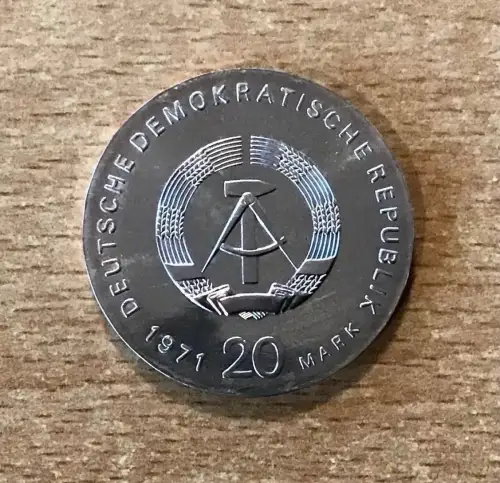 DEUTSCHE DEMOKRATISCHE REPUBLIK
1971 20 MARK